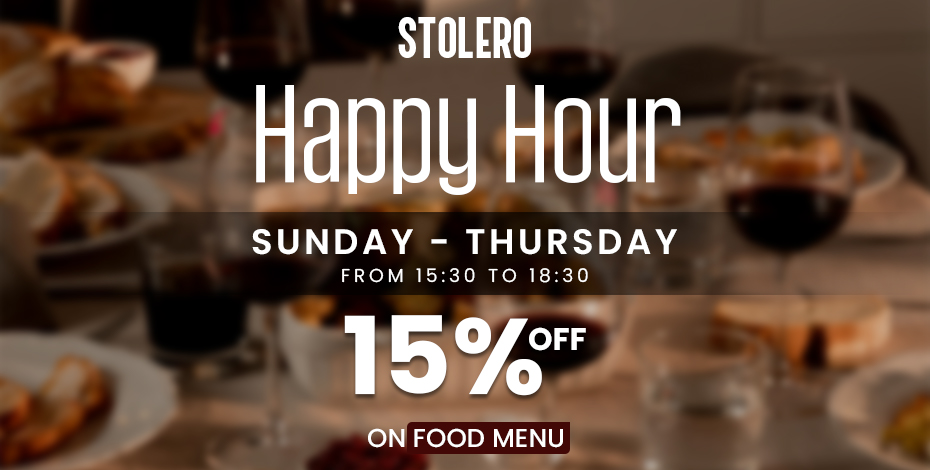 STOLERO
Happy Hour
SUNDAY - THURSDAY
FROM 15:30 TO 18:30
15% OFF
ON FOOD MENU